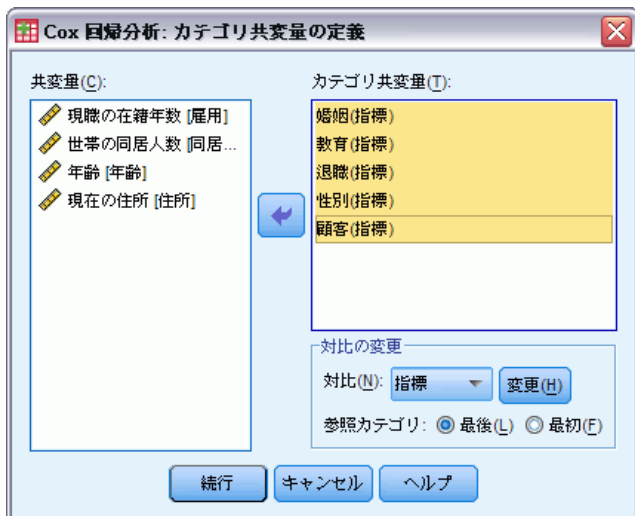 Cox 回帰分析: カテゴリ共変量の定義
共変量(C):
現職の在籍年数 [雇用]
世帯の同居人数 [同居...
年齢 [年齢]
現在の住所 [住所]
カテゴリ共変量(T):
婚姻(指標)
教育(指標)
退職(指標)
性別(指標)
顧客(指標)
対比の変更
対比(N): 指標 変更(H)
参照カテゴリ: 最後(L) 最初(F)
続行 キャンセル ヘルプ